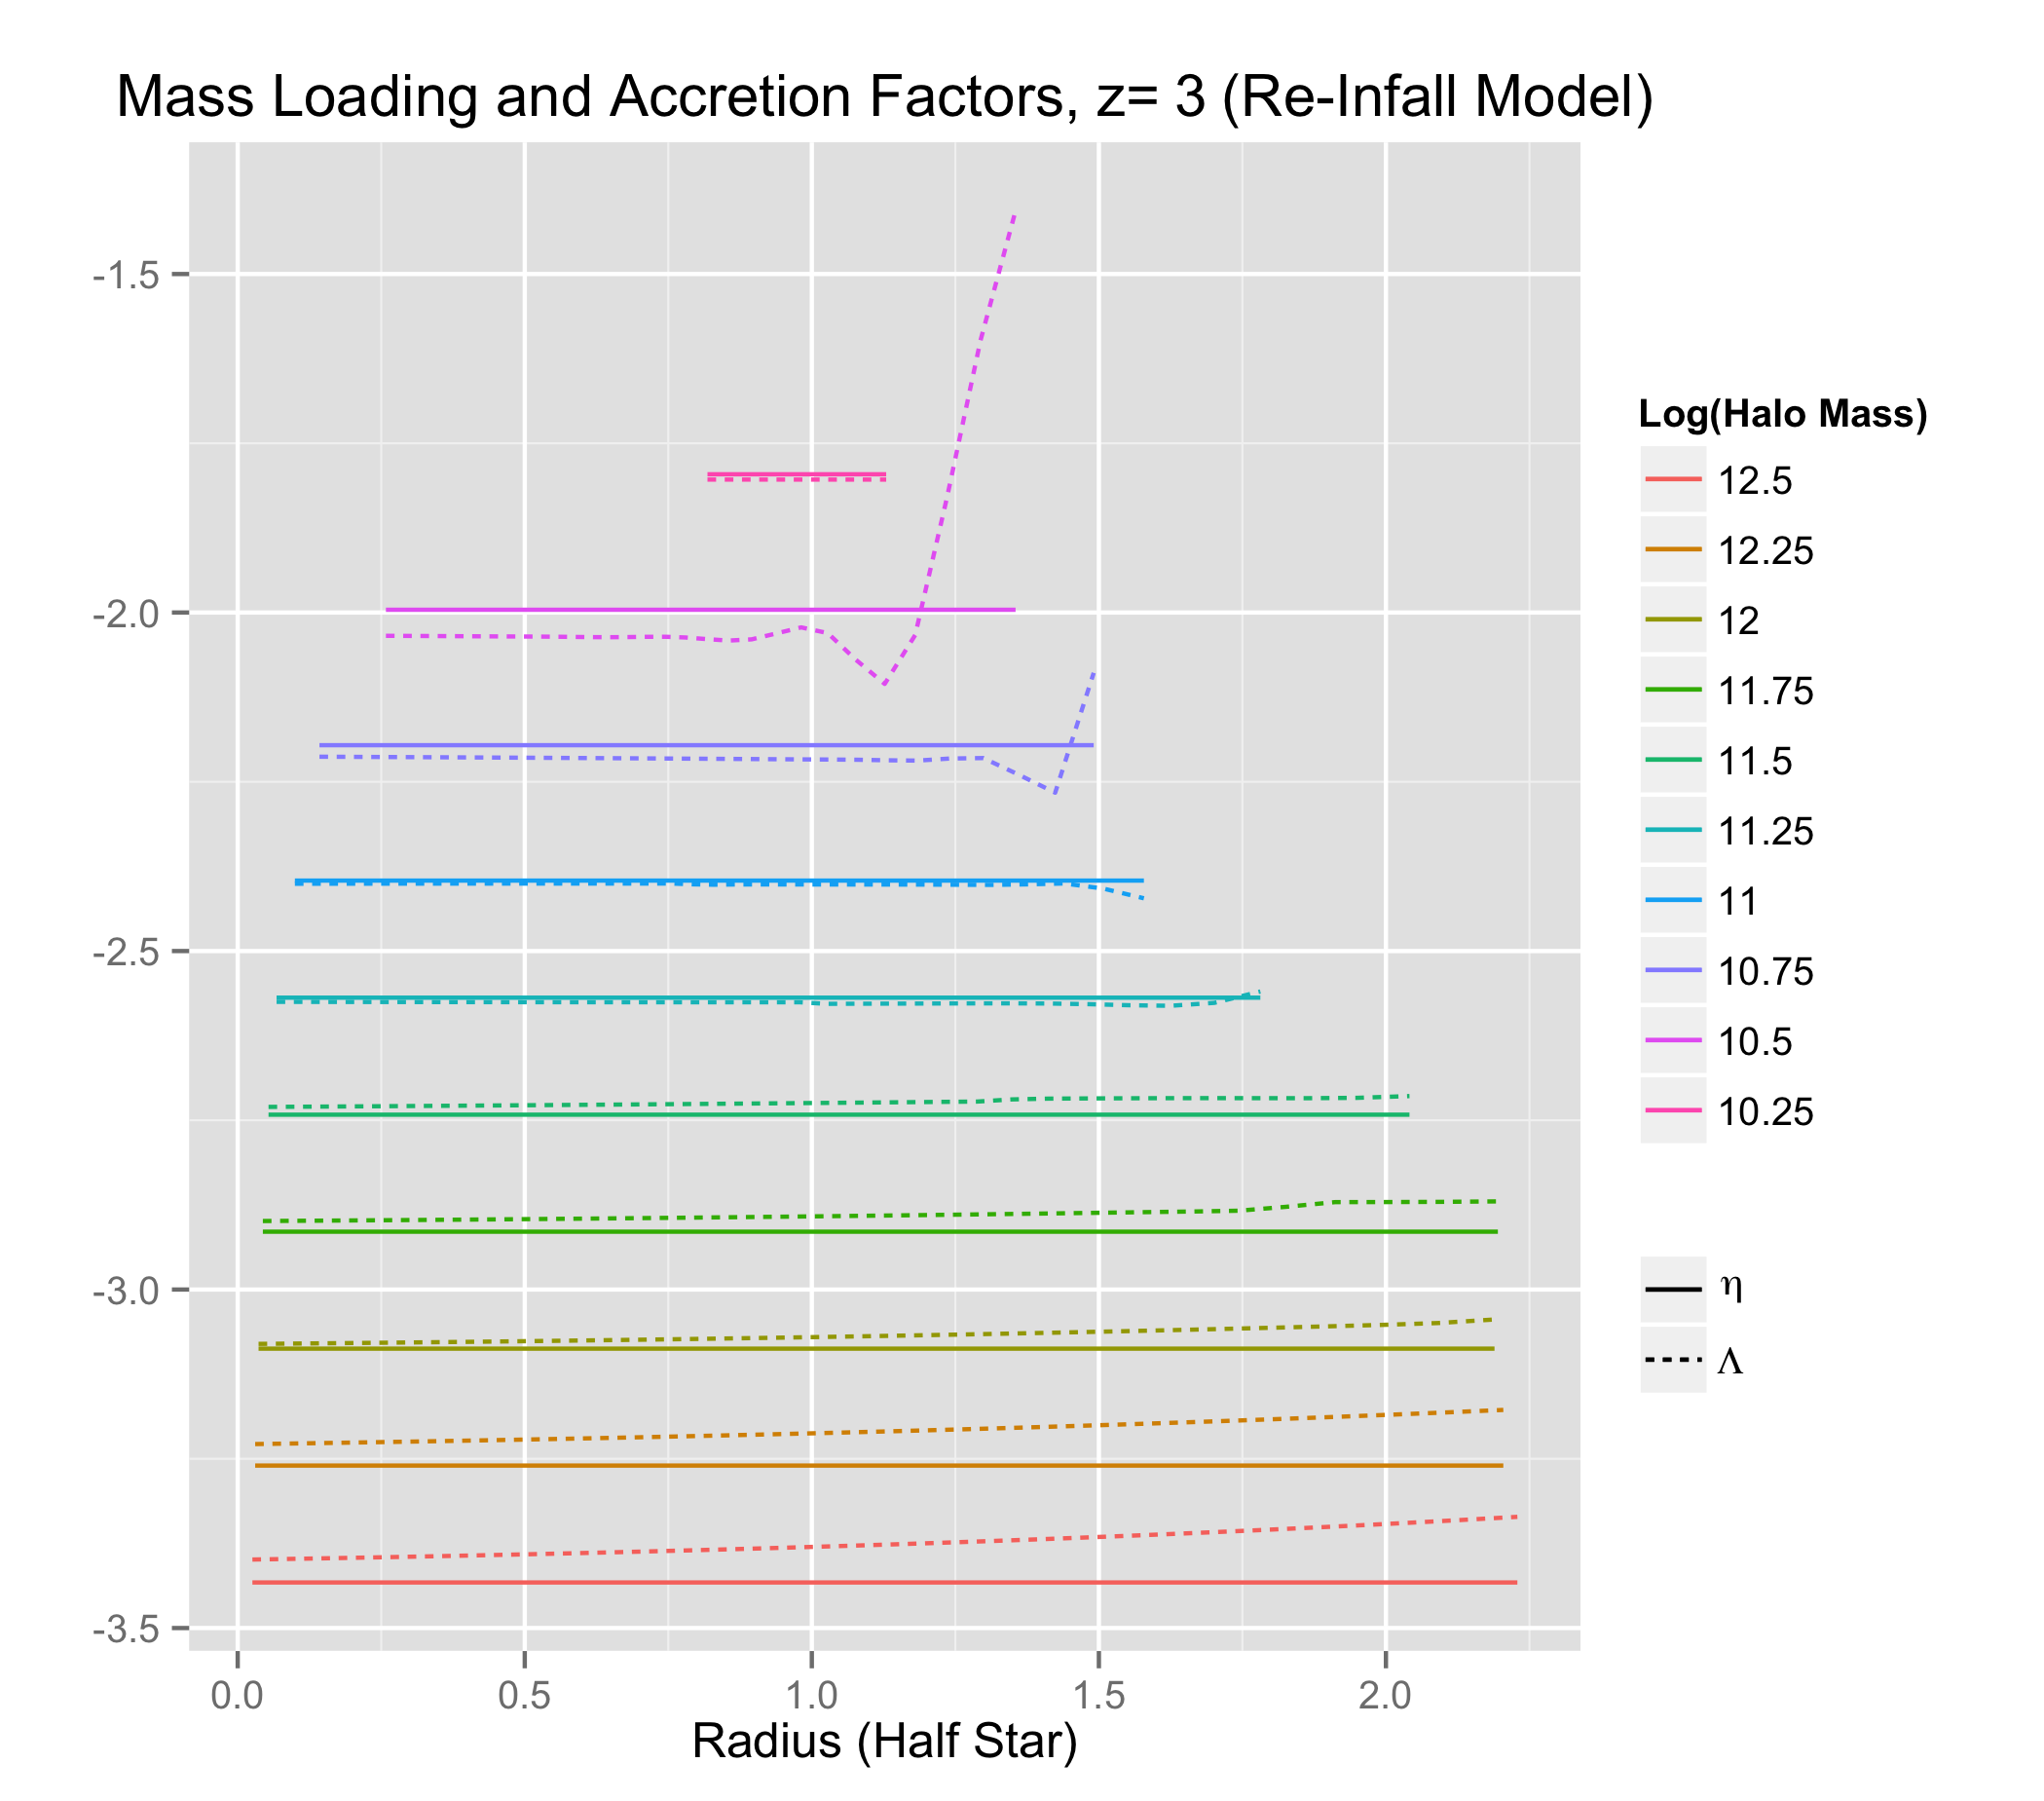 Mass Loading and Accretion Factors, z= 3 (Re-Infall Model)
-1.5
-2.0
-2.5
-3.0
-3.5
0.0 0.5 1.0 1.5 2.0
Radius (Half Star)
Log(Halo Mass)
12.5
12.25
12
11.75
11.5
11.25
11
10.75
10.5
10.25
η
Λ